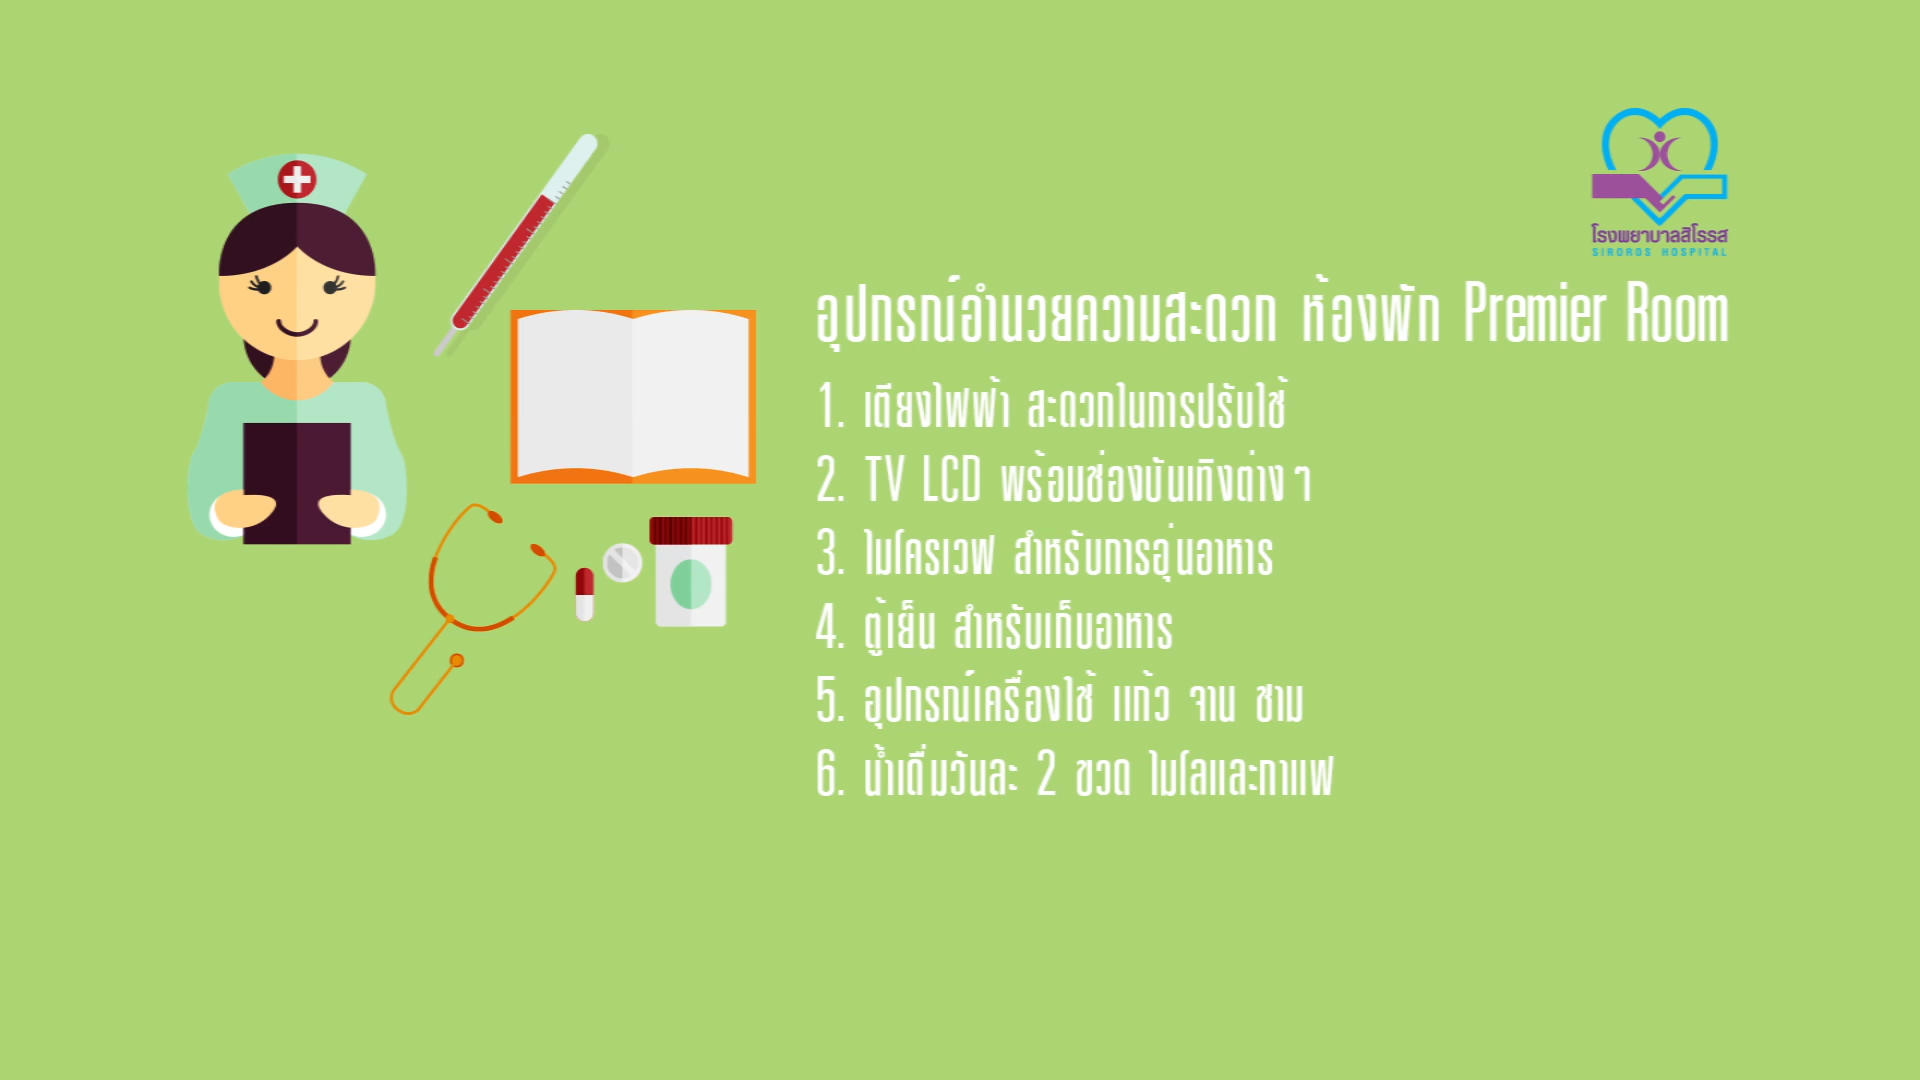 โรงพยาบาลสิโรรส
SIROROS HOSPITAL
อุปกรณ์อำนวยความสะดวก ห้องพัก Premier Room
1. เตียงไฟฟ้า สะดวกในการปรับใช้
2. TV LCD พร้อมช่องบันเทิงต่างๆ
3. ไมโครเวฟ สำหรับการอุ่นอาหาร
4. ตู้เย็น สำหรับเก็บอาหาร
5. อุปกรณ์เครื่องใช้ แก้ว จาน ชาม
6. น้ำดื่มวันละ 2 ขวด ไมโลและกาแฟ